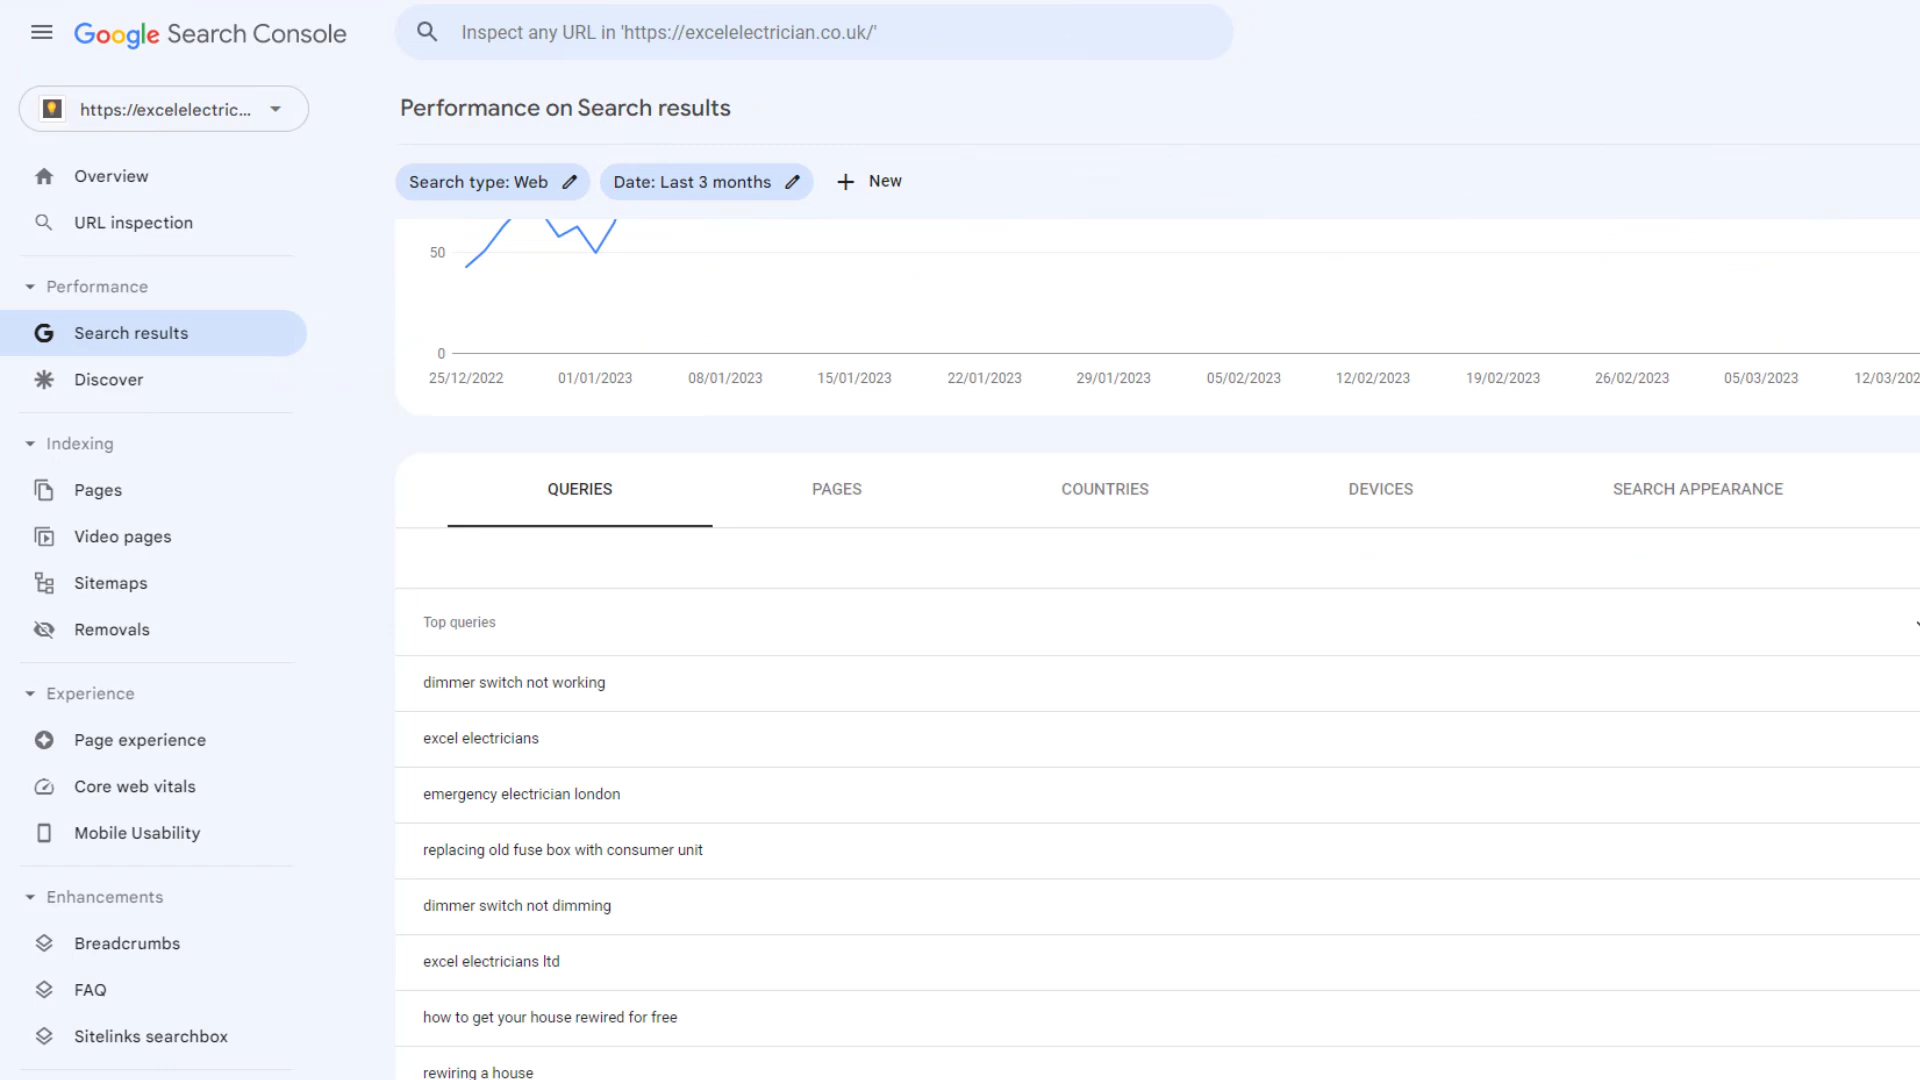 Google Search Console
Inspect any URL in 'https://excelelectrician.co.uk/'
https://excelelectric...
Overview
URL inspection
Performance
Search results
Discover
Indexing
Pages
Video pages
Sitemaps
Removals
Experience
Page experience
Core web vitals
Mobile Usability
Enhancements
Breadcrumbs
FAQ
Sitelinks searchbox
Performance on Search results
Search type: Web
Date: Last 3 months
New
50
0
25/12/2022 01/01/2023 08/01/2023 15/01/2023 22/01/2023 29/01/2023 05/02/2023 12/02/2023 19/02/2023 26/02/2023 05/03/2023 12/03/202
QUERIES PAGES COUNTRIES DEVICES SEARCH APPEARANCE
Top queries
dimmer switch not working
excel electricians
emergency electrician london
replacing old fuse box with consumer unit
dimmer switch not dimming
excel electricians ltd
how to get your house rewired for free
rewiring a house